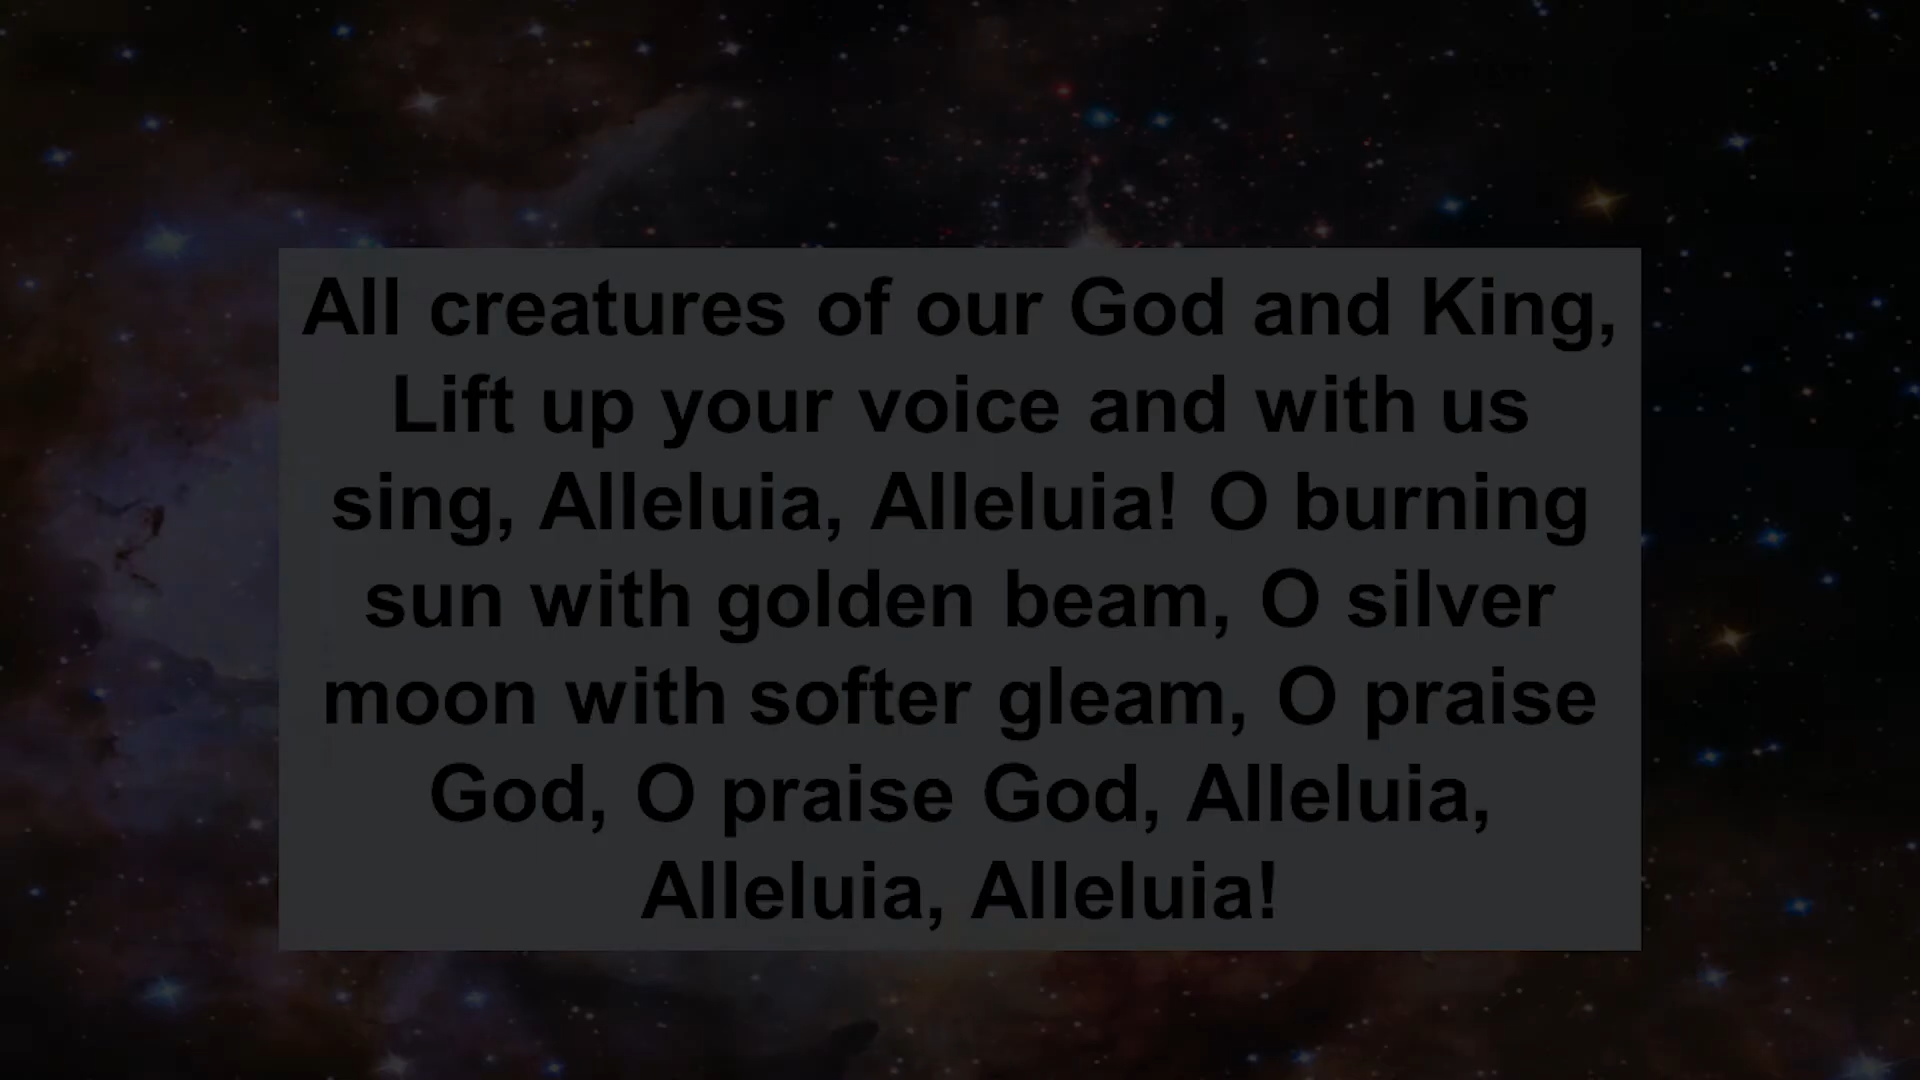 All creatures of our God and King,
Lift up your voice and with us
sing, Alleluia, Alleluia! O burning
sun with golden beam, O silver
moon with softer gleam, O praise
God, O praise God, Alleluia,
Alleluia, Alleluia!